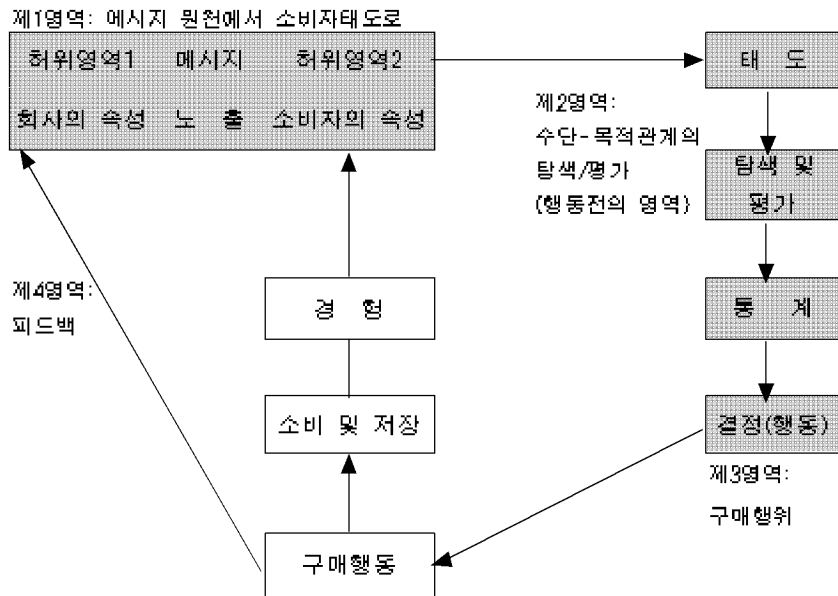 제1영역: 메시지 원천에서 소비자태도로
허위영역1 메시지 허위영역2
회사의 속성 노 출 소비자의 속성
태 도
제2영역:
수단-목적관계의
탐색/평가
(행동전의 영역)
탐색 및
평가
통 계
결정(행동)
제3영역:
구매행위
제4영역:
피드백
경 험
소비 및 저장
구매행동